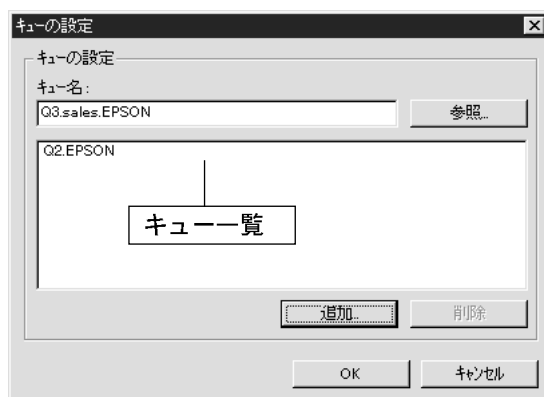 ｷｭｰの設定
ｷｭｰの設定
ｷｭｰ名:
Q3.sales.EPSON
参照...
Q2.EPSON
キュー一覧
追加...
削除
OK
ｷｬﾝｾﾙ